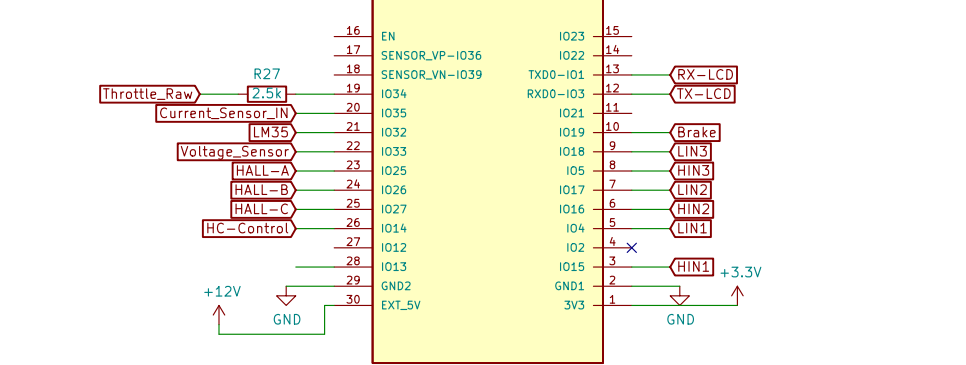 16 EN IO23 15
17 SENSOR_VP-IO36 IO22 14
R27 18 SENSOR_VN-IO39 TXD0-IO1 13 RX-LCD
Throttle_Raw 2.5k 19 IO34 RXD0-IO3 12 TX-LCD
Current_Sensor_IN 20 IO35 IO21 11
LM35 21 IO32 IO19 10 Brake
Voltage_Sensor 22 IO33 IO18 9 LIN3
HALL-A 23 IO25 IO5 8 HIN3
HALL-B 24 IO26 IO17 7 LIN2
HALL-C 25 IO27 IO16 6 HIN2
HC-Control 26 IO14 IO4 5 LIN1
27 IO12 IO2 4
28 IO13 IO15 3 HIN1 +3.3V
29 GND2 GND1 2
+12V 30 EXT_5V 3V3 1
GND GND